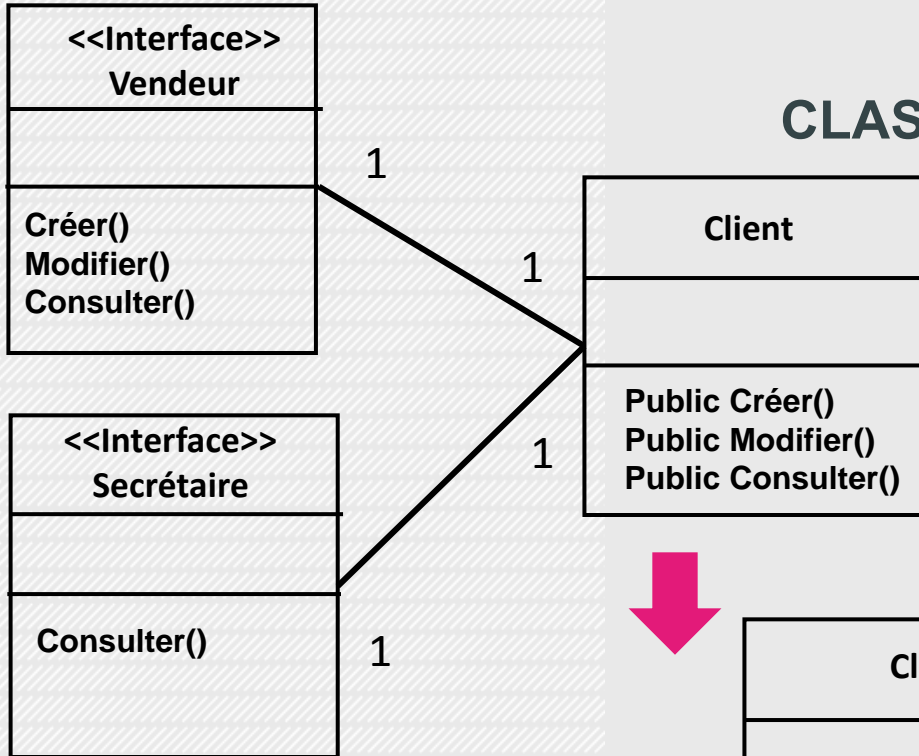 <<Interface>>
Vendeur
Créer()
Modifier()
Consulter()
1
1
CLAS
Client
Public Créer()
Public Modifier()
Public Consulter()
<<Interface>>
Secrétaire
Consulter()
1
1
Cl